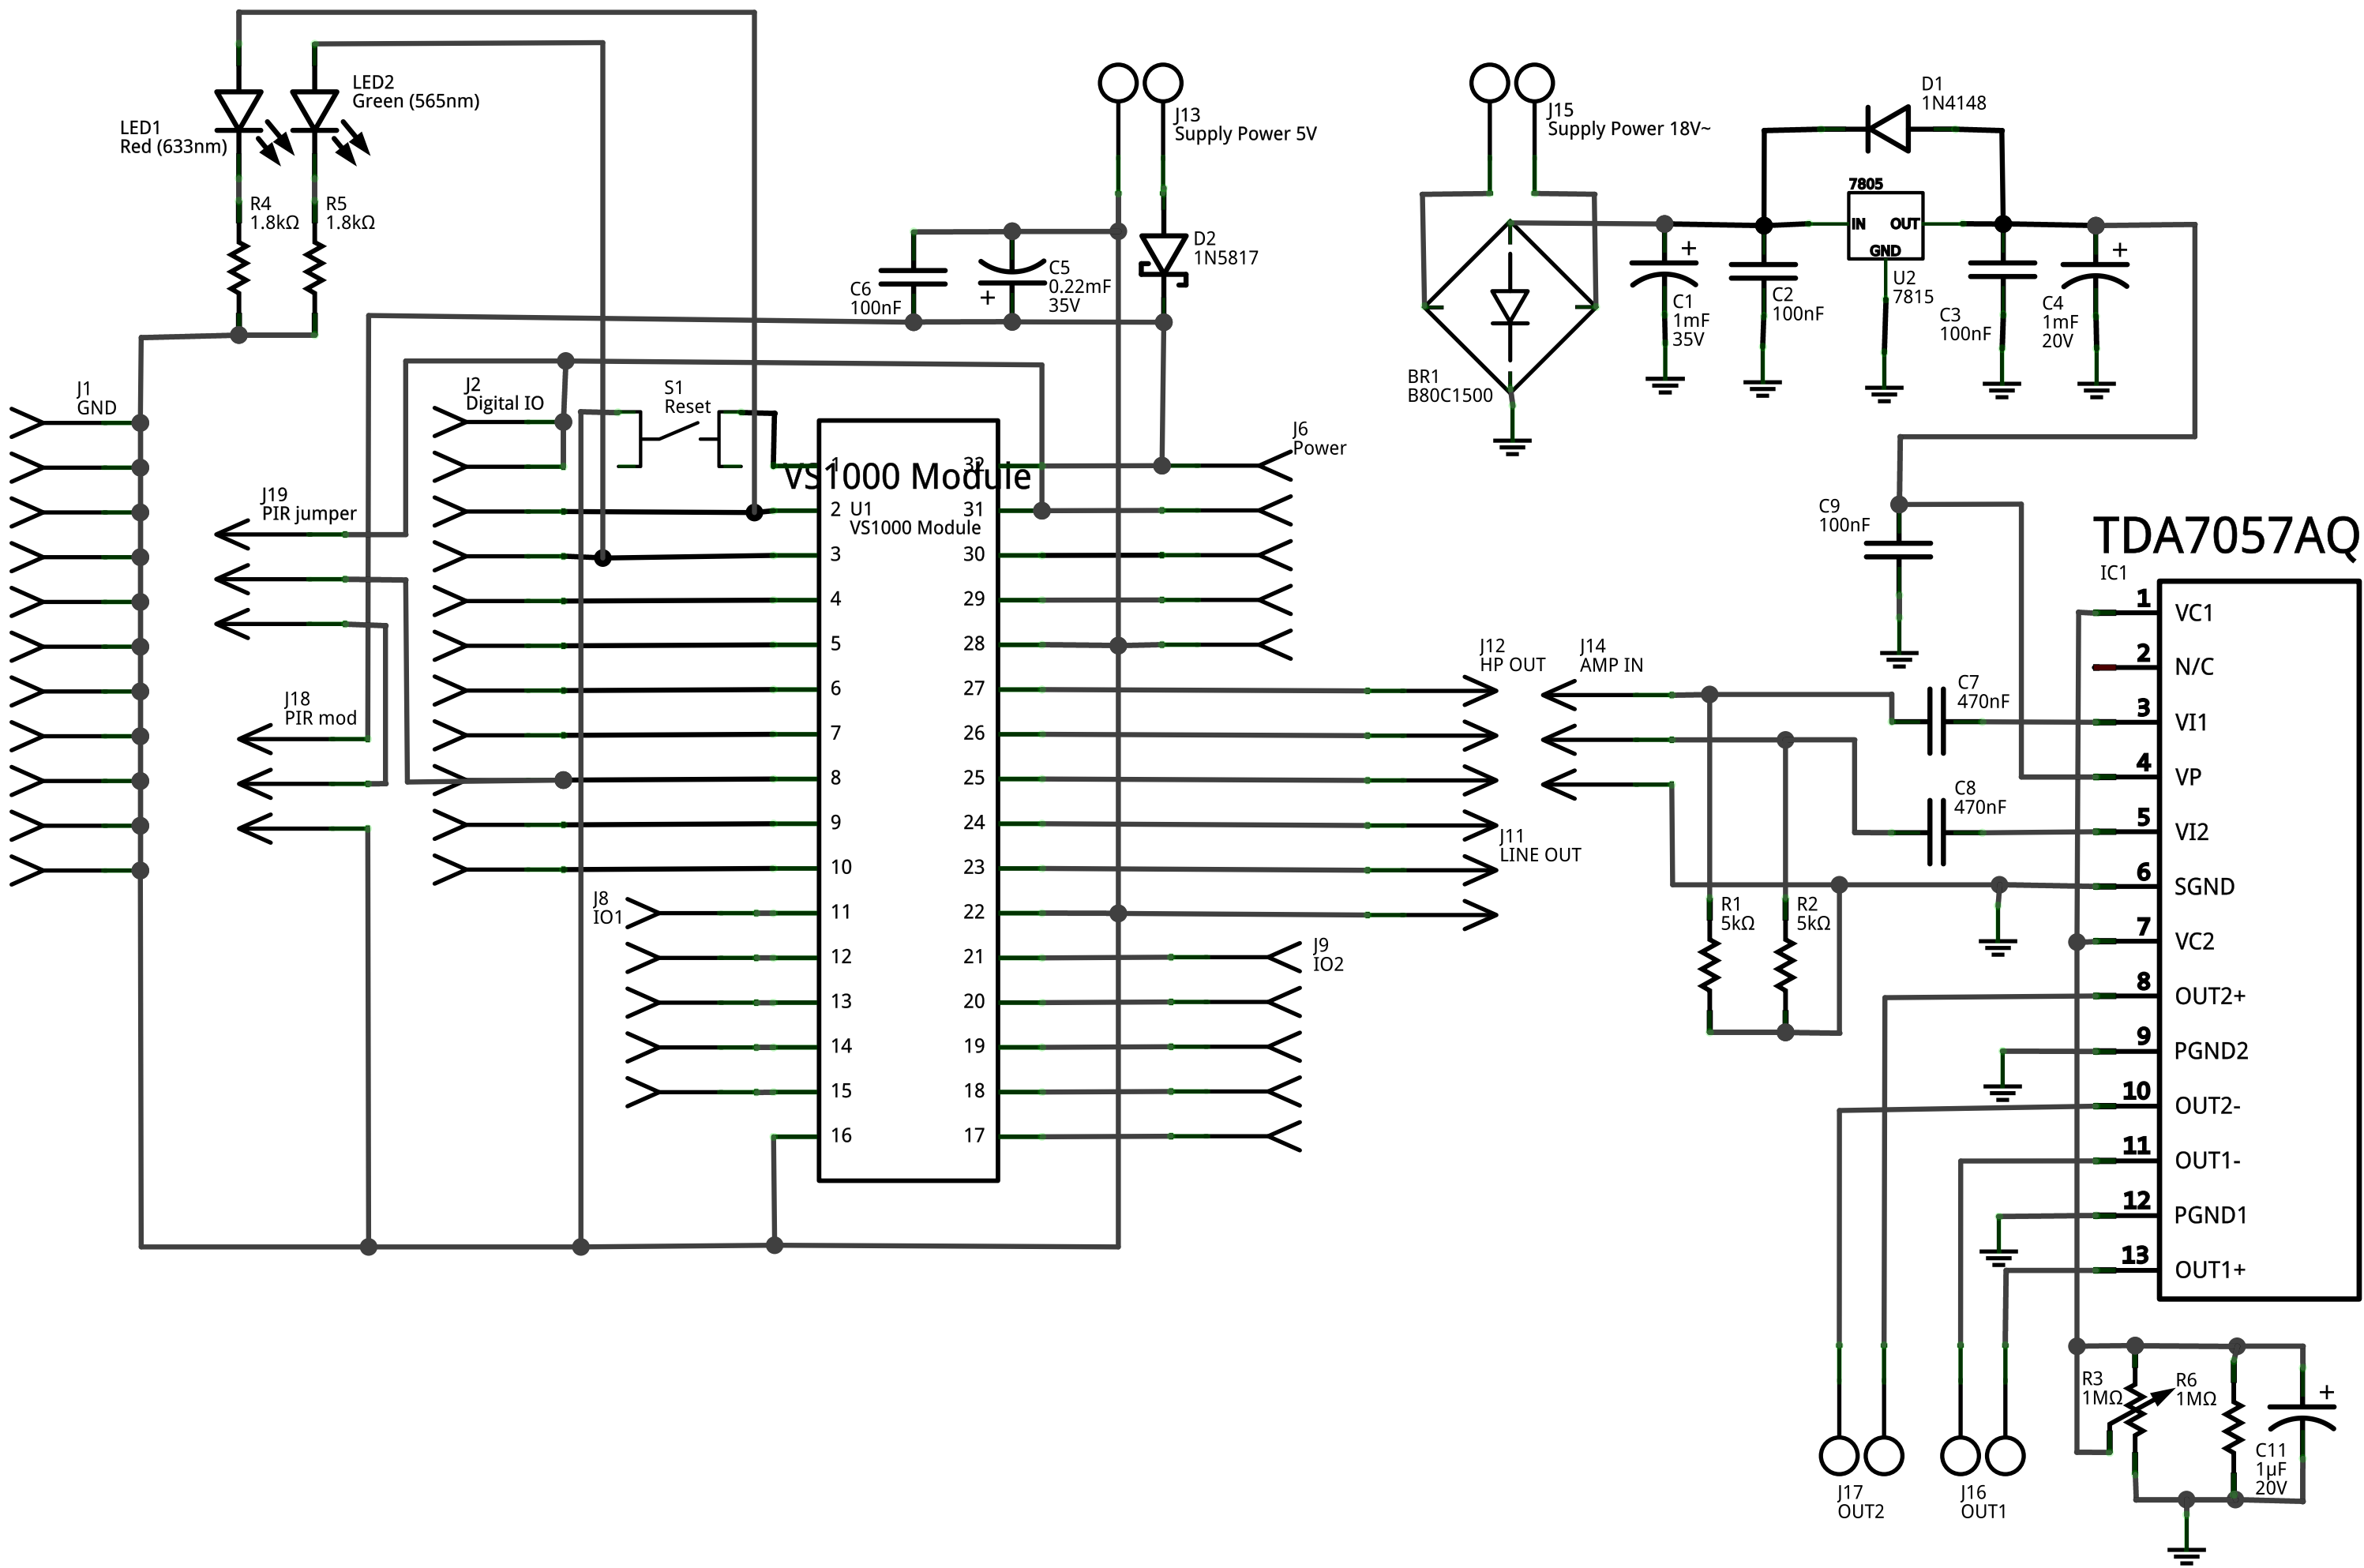 LED1
Red (633nm)
LED2
Green (565nm)
R4
1.8kΩ
R5
1.8kΩ
J13
Supply Power 5V
D2
1N5817
C6
100nF
C5
0.22mF
35V
+
J15
Supply Power 18V~
BR1
B80C1500
D1
1N4148
7805
IN
OUT
GND
U2
7815
+
C1
1mF
35V
C2
100nF
C3
100nF
+
C4
1mF
20V
J1
GND
J2
Digital IO
S1
Reset
J19
PIR jumper
J18
PIR mod
VS1000 Module
U1
VS1000 Module
1
2
3
4
5
6
7
8
9
10
11
12
13
14
15
16
32
31
30
29
28
27
26
25
24
23
22
21
20
19
18
17
J6
Power
J8
IO1
J9
IO2
J12
HP OUT
J11
LINE OUT
J14
AMP IN
C9
100nF
C7
470nF
C8
470nF
R1
5kΩ
R2
5kΩ
TDA7057AQ
IC1
1 VC1
2 N/C
3 VI1
4 VP
5 VI2
6 SGND
7 VC2
8 OUT2+
9 PGND2
10 OUT2-
11 OUT1-
12 PGND1
13 OUT1+
R3
1MΩ
R6
1MΩ
+
C11
1µF
20V
J17
OUT2
J16
OUT1